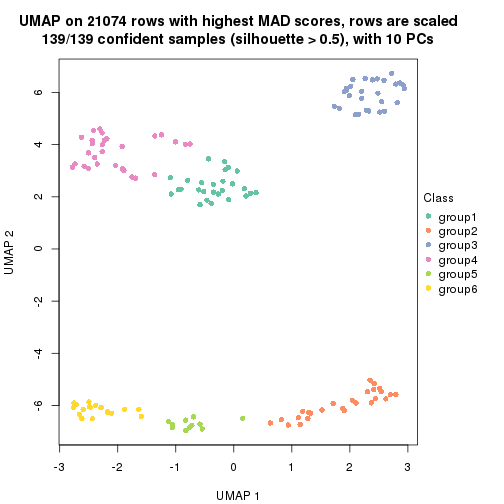 UMAP on 21074 rows with highest MAD scores, rows are scaled
139/139 confident samples (silhouette > 0.5), with 10 PCs
6
4
2
0
-2
-4
-6
UMAP 2
-3
-2
-1
0
1
2
3
UMAP 1
Class
group1
group2
group3
group4
group5
group6